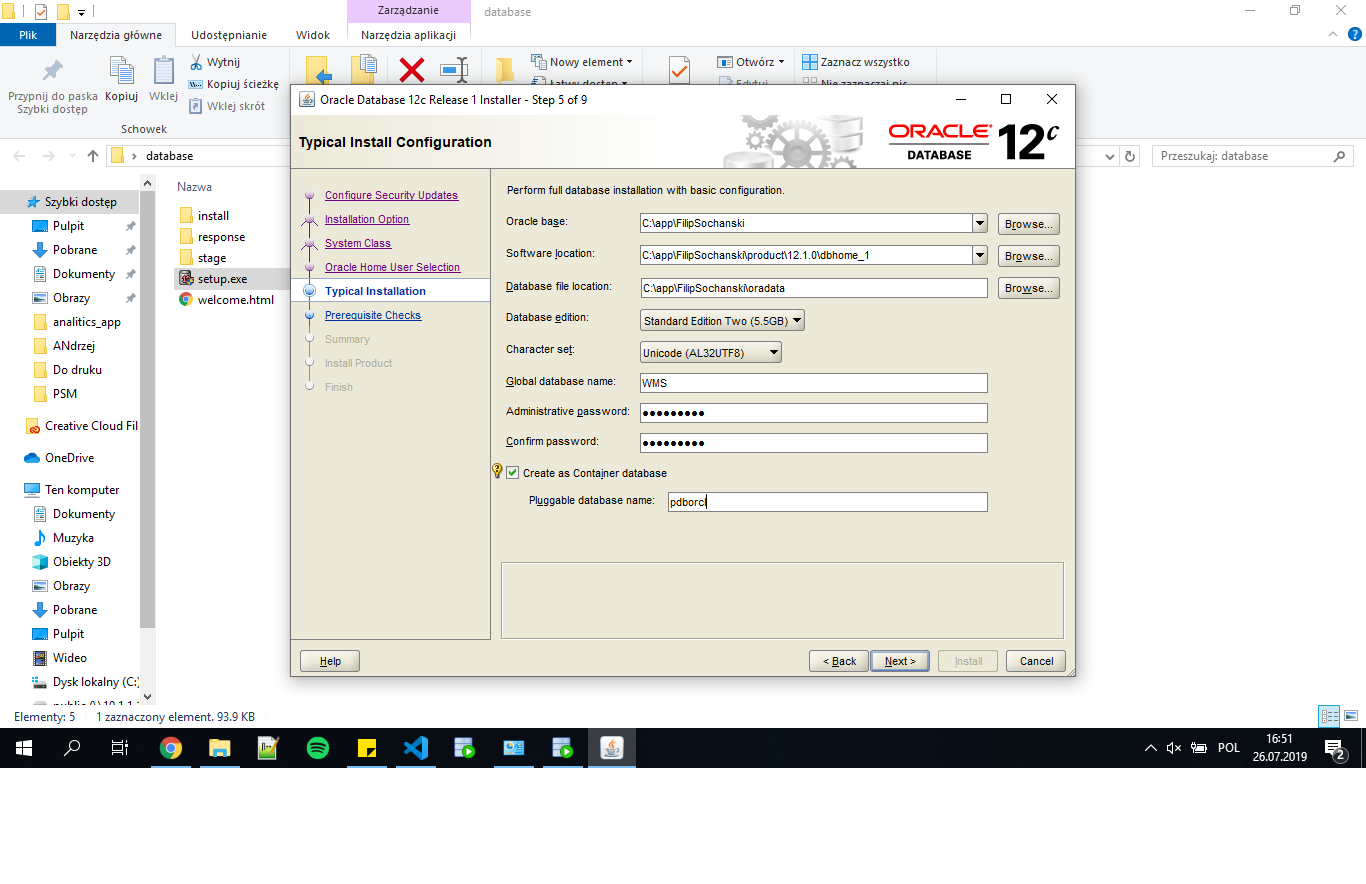 Zarządzanie
database
Plik
Narzędzia główne
Udostępnianie
Widok
Narzędzia aplikacji
Przypnij do paska
Szybki dostęp
Kopiuj
Wklej
Wytnij
Kopiuj ścieżkę
Wklej skrót
Schowek
Nowy element
Łatwy dostęp
Otwórz
Edytuj
Zaznacz wszystko
Nie zaznaczaj nic
database
Przeszukaj: database
Szybki dostęp
Pulpit
Pobrane
Dokumenty
Obrazy
analitics_app
ANdrzej
Do druku
PSM
Creative Cloud Fil
OneDrive
Ten komputer
Dokumenty
Muzyka
Obiekty 3D
Obrazy
Pobrane
Pulpit
Wideo
Dysk lokalny (C:)
Nazwa
install
response
stage
setup.exe
welcome.html
Oracle Database 12c Release 1 Installer - Step 5 of 9
Typical Install Configuration
ORACLE
DATABASE
12c
Configure Security Updates
Installation Option
System Class
Oracle Home User Selection
Typical Installation
Prerequisite Checks
Summary
Install Product
Finish
Perform full database installation with basic configuration.
Oracle base: C:\app\FilipSochanski Browse...
Software location: C:\app\FilipSochanski\product\12.1.0\dbhome_1 Browse...
Database file location: C:\app\FilipSochanski\oradata Browse...
Database edition: Standard Edition Two (5.5GB)
Character set: Unicode (AL32UTF8)
Global database name: WMS
Administrative password: ●●●●●●●●●
Confirm password: ●●●●●●●●●
Create as Container database
Pluggable database name: pdborcl
Help
< Back
Next >
Install
Cancel
Elementy: 5
1 zaznaczony element. 93.9 KB
POL
16:51
26.07.2019
2